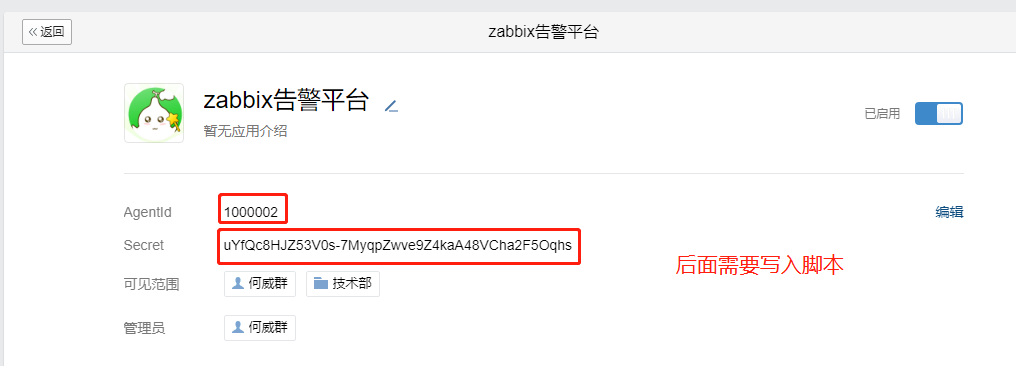 返回
zabbix告警平台
zabbix告警平台
暂无应用介绍
已启用
AgentId 1000002 编辑
Secret uYfQc8HJZ53V0s-7MyqpZwve9Z4kaA48VCha2F5Oqhs
后面需要写入脚本
可见范围 何威群 技术部
管理员 何威群